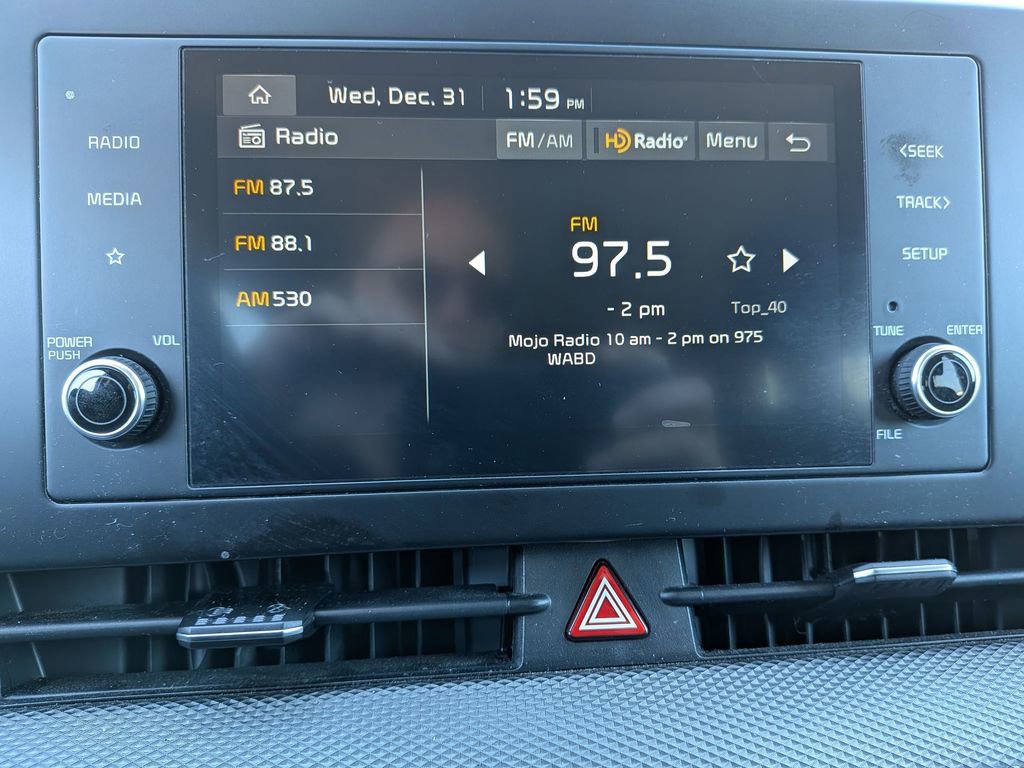 Wed, Dec. 31 1:59 PM
Radio FM/AM HD Radio Menu
RADIO
MEDIA
POWER
PUSH
VOL
FM 87.5
FM 88.1
AM 530
FM
97.5
- 2 pm Top_40
Mojo Radio 10 am - 2 pm on 975
WABD
<SEEK
TRACK>
SETUP
TUNE ENTER
FILE